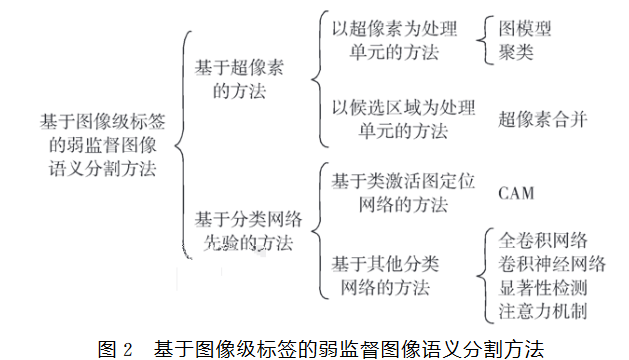 基于图像级标签
的弱监督图像
语义分割方法
基于超像素
的方法
以超像素为处理
单元的方法
图模型
聚类
以候选区域为处理
单元的方法
超像素合并
基于分类网络
先验的方法
基于类激活图定位
网络的方法
CAM
基于其他分类
网络的方法
全卷积网络
卷积神经网络
显著性检测
注意力机制
图 2 基于图像级标签的弱监督图像语义分割方法